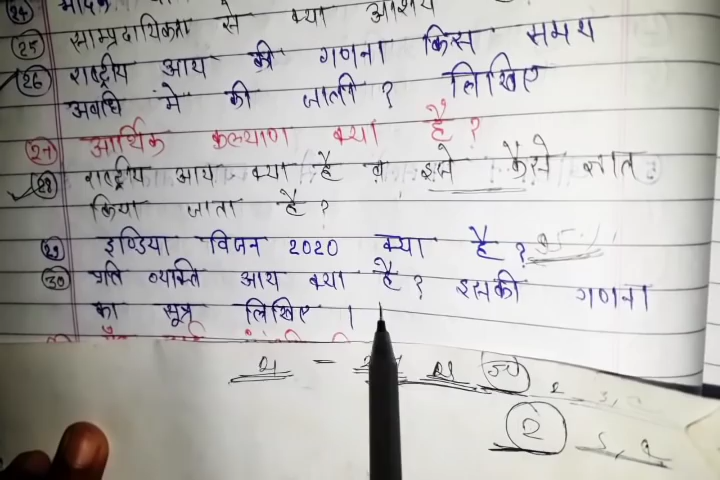 (24)
(25) साम्प्रदायिकता से क्या आशय
(26) राष्ट्रीय आय की गणना किस समय
अवधि में की जाती? लिखिए
(27) आर्थिक कल्याण क्या है?
(28) राष्ट्रीय आय क्या है व इसे कैसे ज्ञात
किया जाता है?
(29) इण्डिया विजन 2020 क्या है?
(30) प्रति व्यक्ति आय क्या है? इसकी गणना
का सूत्र लिखिए ।